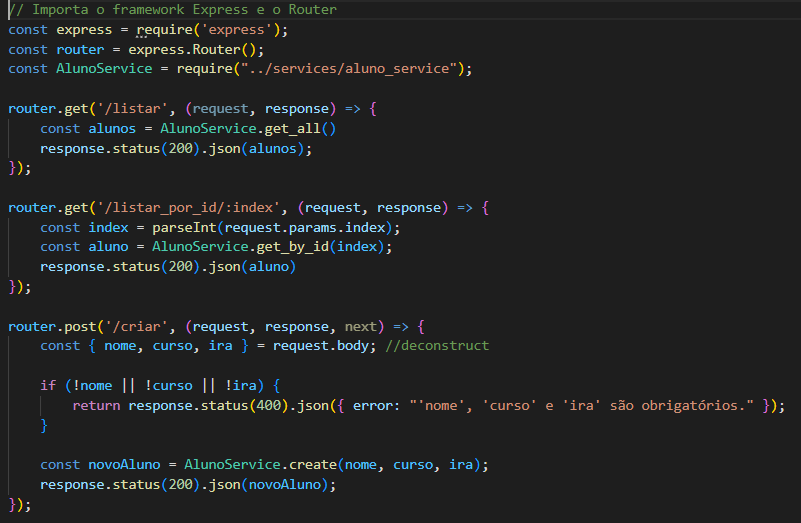 // Importa o framework Express e o Router
const express = require('express');
const router = express.Router();
const AlunoService = require("../services/aluno_service");
router.get('/listar', (request, response) => {
const alunos = AlunoService.get_all()
response.status(200).json(alunos);
});
router.get('/listar_por_id/:index', (request, response) => {
const index = parseInt(request.params.index);
const aluno = AlunoService.get_by_id(index);
response.status(200).json(aluno)
});
router.post('/criar', (request, response, next) => {
const { nome, curso, ira } = request.body; //deconstruct
if (!nome || !curso || !ira) {
return response.status(400).json({ error: "'nome', 'curso' e 'ira' são obrigatórios." });
}
const novoAluno = AlunoService.create(nome, curso, ira);
response.status(200).json(novoAluno);
});